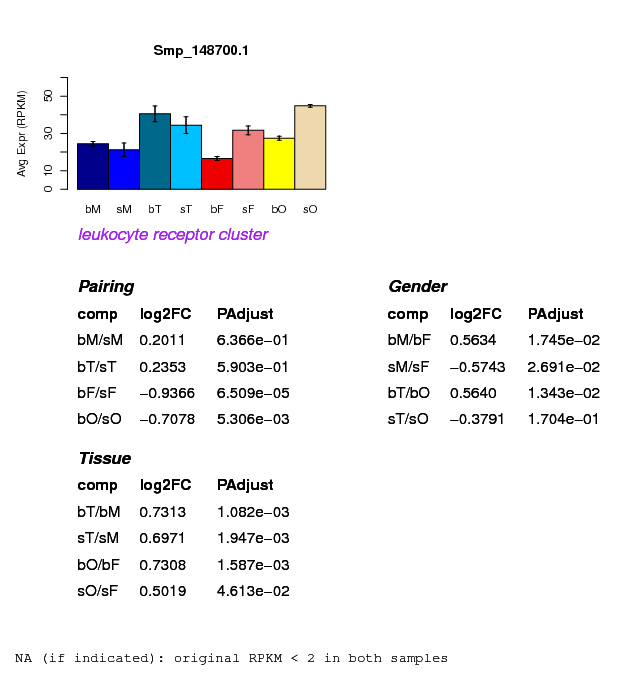 Smp_148700.1
Avg Expr (RPKM)
0 10 30 50
bM sM bT sT bF sF bO sO
leukocyte receptor cluster
Pairing
comp log2FC PAdjust
bM/sM 0.2011 6.366e−01
bT/sT 0.2353 5.903e−01
bF/sF −0.9366 6.509e−05
bO/sO −0.7078 5.306e−03
Gender
comp log2FC PAdjust
bM/bF 0.5634 1.745e−02
sM/sF −0.5743 2.691e−02
bT/bO 0.5640 1.343e−02
sT/sO −0.3791 1.704e−01
Tissue
comp log2FC PAdjust
bT/bM 0.7313 1.082e−03
sT/sM 0.6971 1.947e−03
bO/bF 0.7308 1.587e−03
sO/sF 0.5019 4.613e−02
NA (if indicated): original RPKM < 2 in both samples